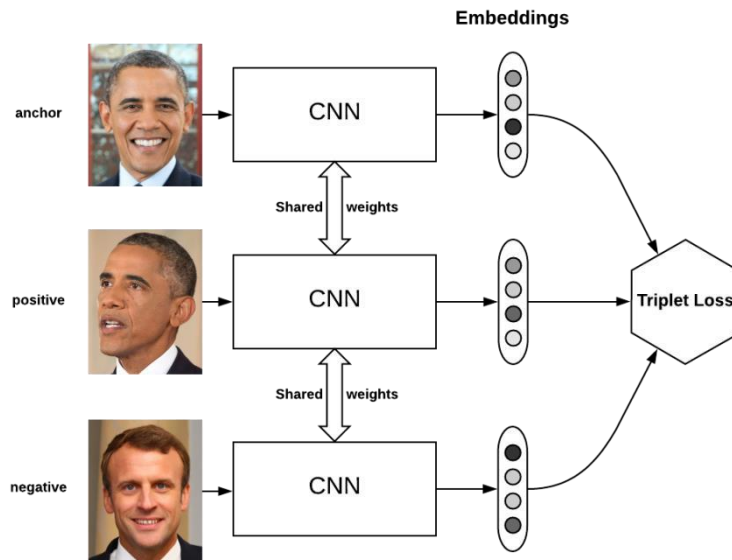 Embeddings
anchor
CNN
Shared weights
positive
CNN
Triplet Loss
Shared weights
negative
CNN